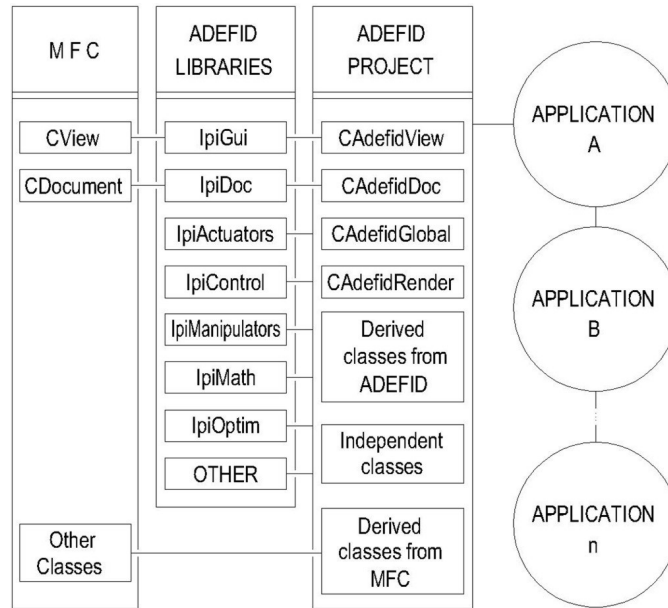 M F C
ADEFID
LIBRARIES
ADEFID
PROJECT
CView
IpiGui
CAdefidView
CDocument
IpiDoc
CAdefidDoc
IpiActuators
CAdefidGlobal
IpiControl
CAdefidRender
IpiManipulators
IpiMath
Derived
classes from
ADEFID
IpiOptim
OTHER
Independent
classes
Other
Classes
Derived
classes from
MFC
APPLICATION
A
APPLICATION
B
APPLICATION
n